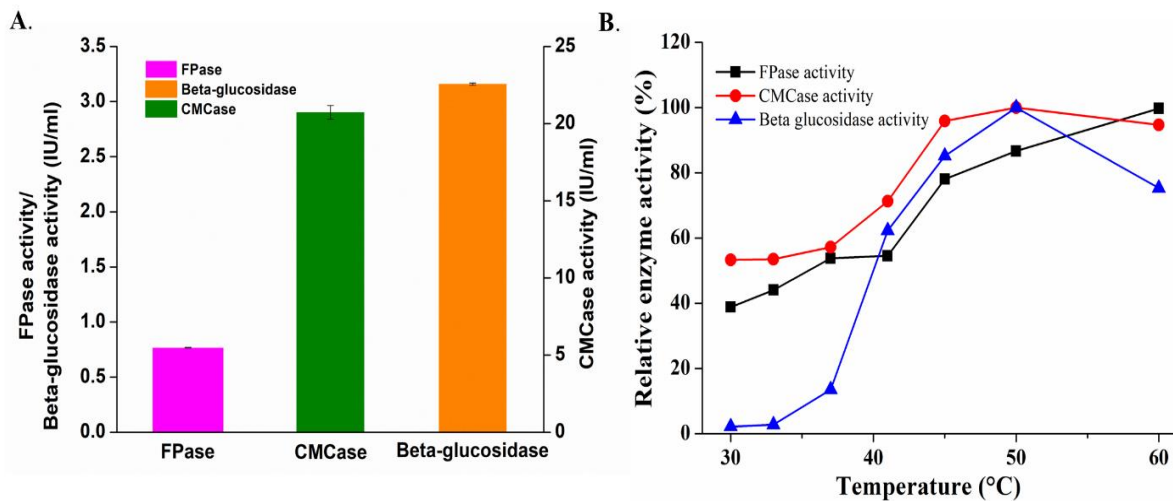 A.
3.5
3.0
2.5
2.0
1.5
1.0
0.5
0.0
FPase activity/
Beta-glucosidase activity (IU/ml)
FPase
Beta-glucosidase
CMCase
25
20
15
10
5
0
CMCase activity (IU/ml)
FPase CMCase Beta-glucosidase
B.
120
100
80
60
40
20
0
Relative enzyme activity (%)
FPase activity
CMCase activity
Beta glucosidase activity
30 40 50 60
Temperature (°C)